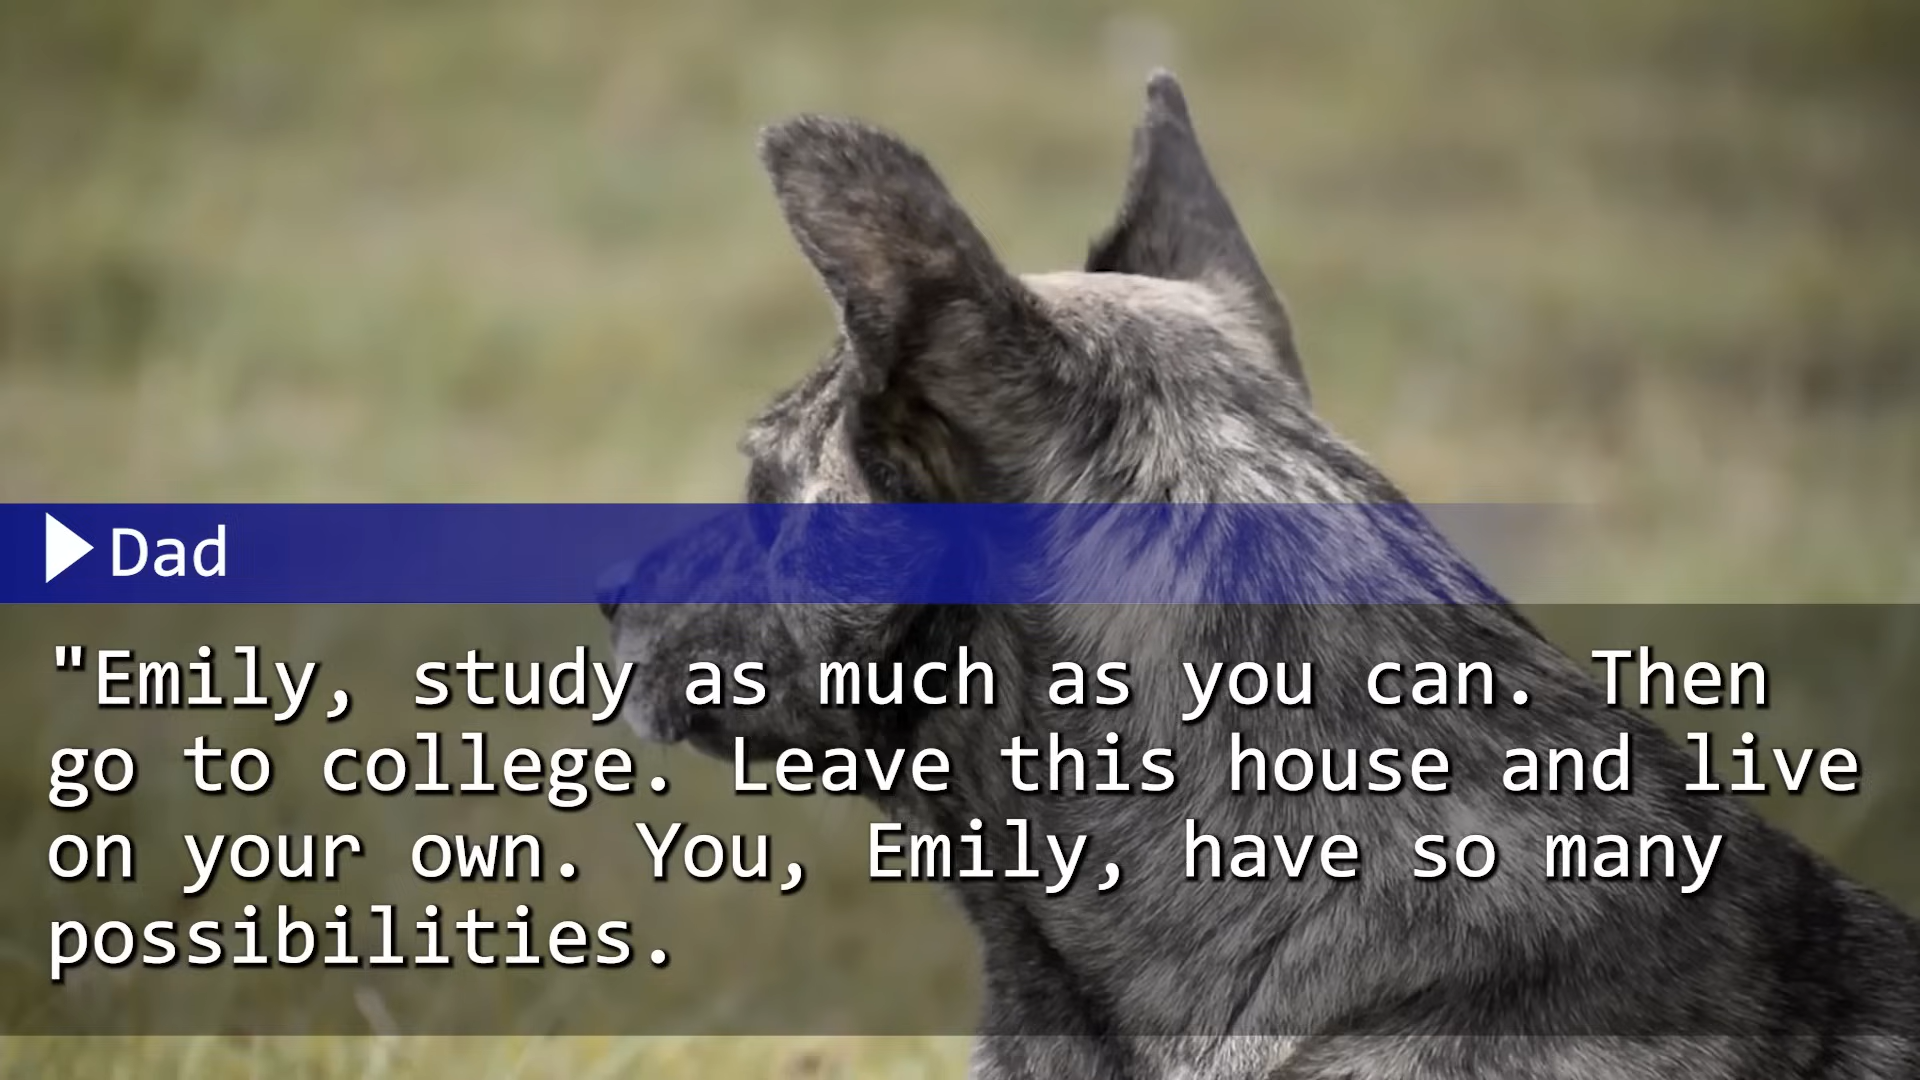 Dad
"Emily, study as much as you can. Then
go to college. Leave this house and live
on your own. You, Emily, have so many
possibilities.